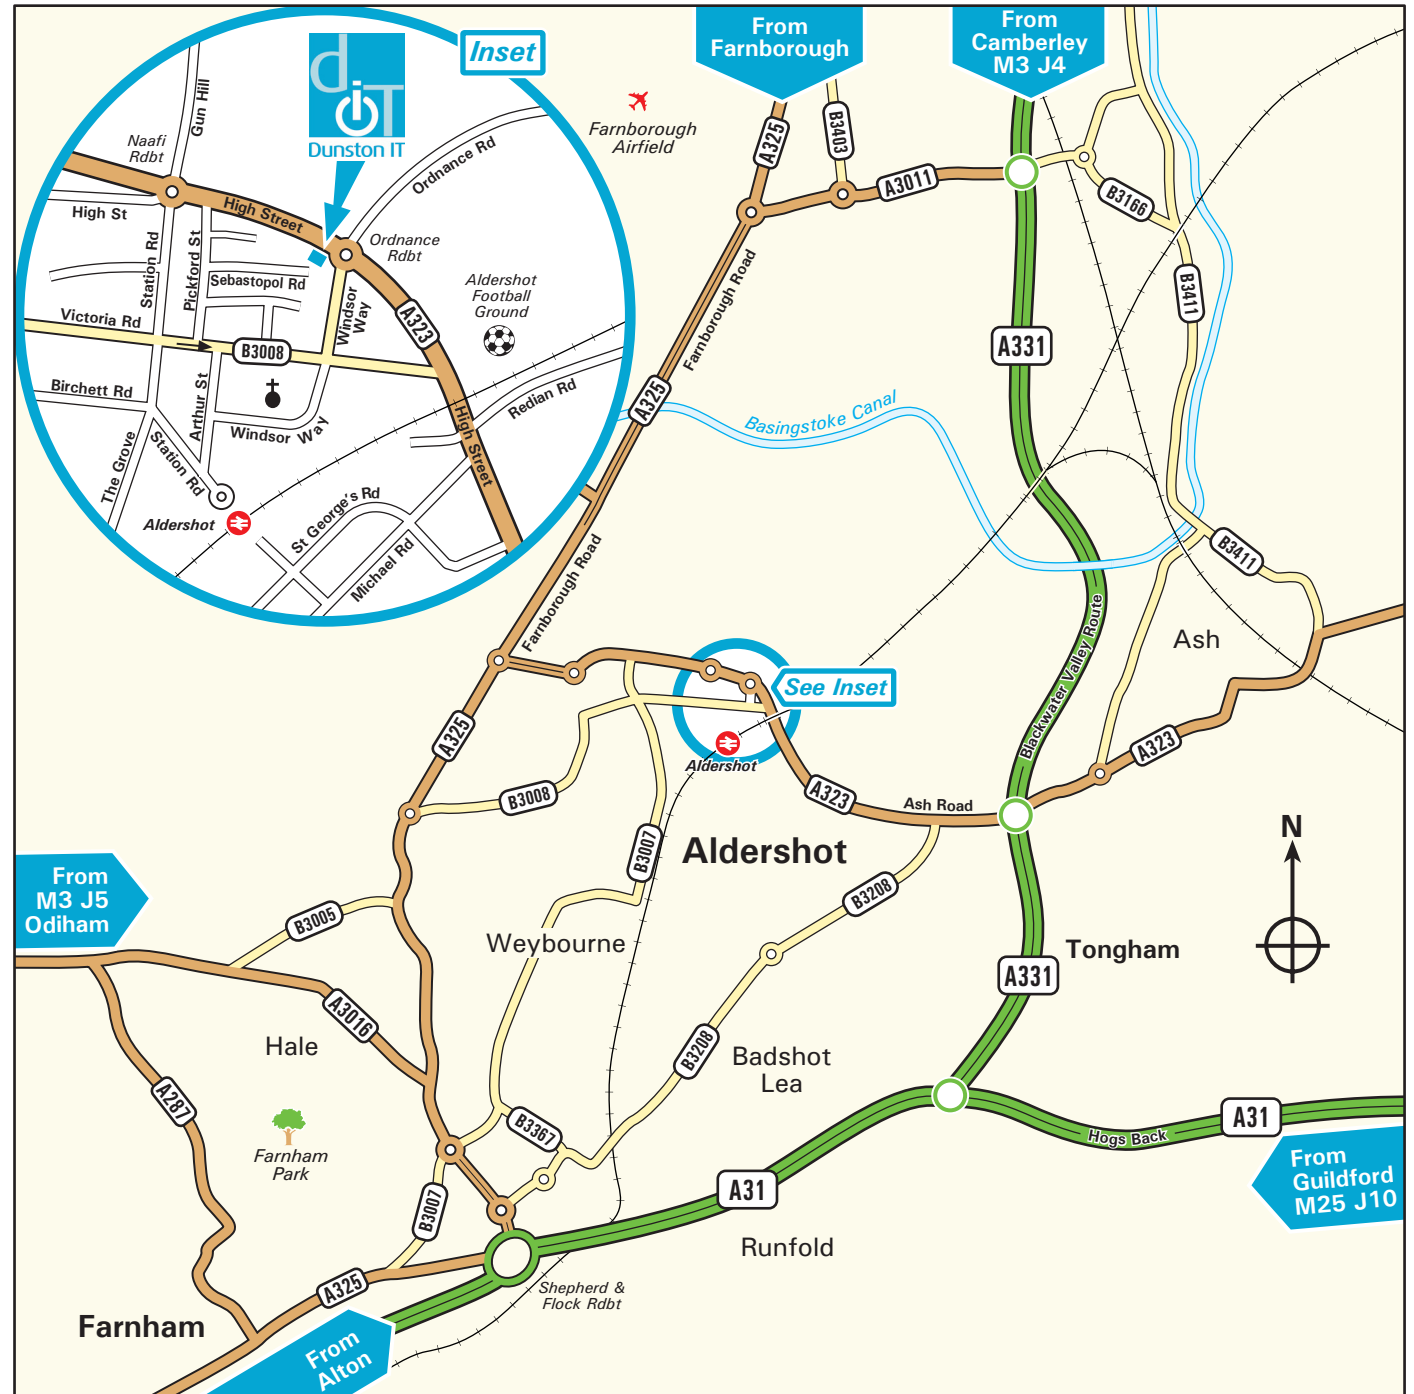 Inset
diT
Dunston IT
Naafi
Rdbt
Gun Hill
Ordnance Rd
High St
High Street
Station Rd
Pickford St
Sebastopol Rd
Ordnance
Rdbt
Windsor
Way
A323
Aldershot
Football
Ground
Victoria Rd
B3008
Birchett Rd
Arthur St
Windsor Way
The Grove
Station Rd
High Street
Redian Rd
Aldershot
St George's Rd
Michael Rd
From
Farnborough
From
Camberley
M3 J4
Farnborough
Airfield
A325
B3403
A3011
B3166
B3411
Farnborough Road
A331
A325
Basingstoke Canal
B3411
Farnborough Road
Ash
Blackwater Valley Route
See Inset
Aldershot
A325
B3008
A323
Ash Road
A323
B3007
Aldershot
N
From
M3 J5
Odiham
B3005
B3208
Weybourne
Tongham
A331
A3016
Hale
B3208
Badshot
Lea
A287
Farnham
Park
B3367
Hogs Back
A31
From
Guildford
M25 J10
A31
B3007
Runfold
A325
Shepherd &
Flock Rdbt
Farnham
From
Alton